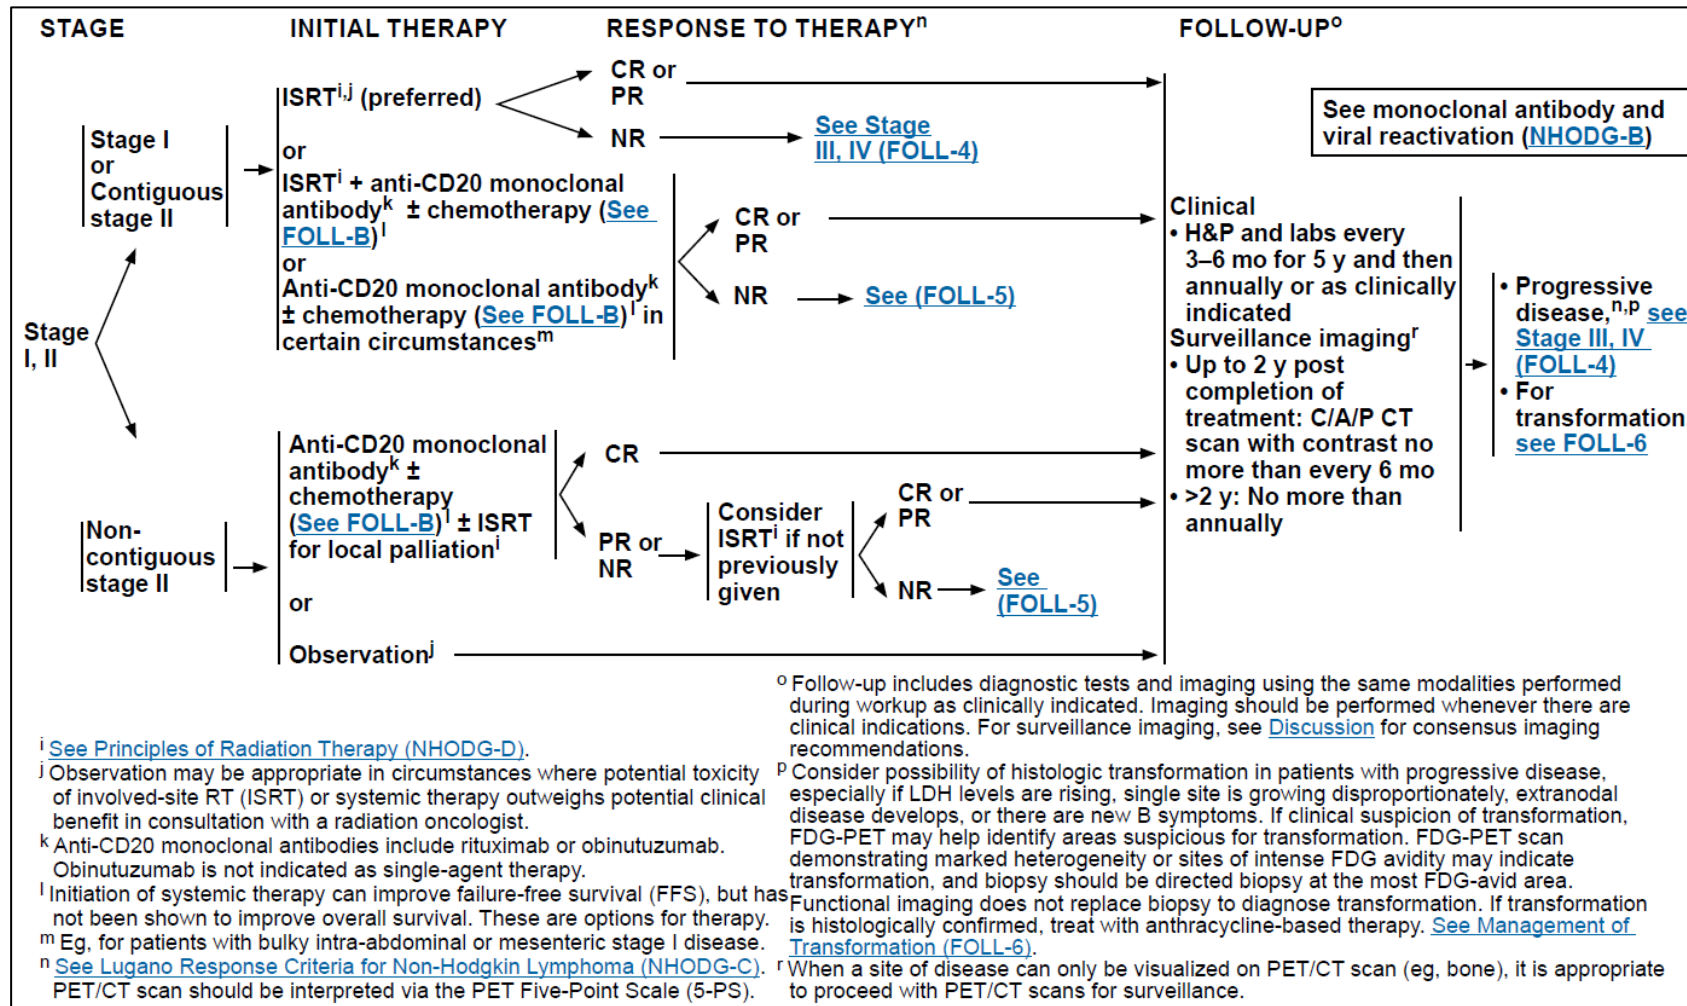 STAGE
INITIAL THERAPY
RESPONSE TO THERAPYn
FOLLOW-UPo
Stage I, II
Stage I
or
Contiguous
stage II
ISRTi,j (preferred)
CR or
PR
NR
See Stage
III, IV (FOLL-4)
or
ISRTi + anti-CD20 monoclonal
antibodyk ± chemotherapy (See
FOLL-B)l
or
Anti-CD20 monoclonal antibodyk
± chemotherapy (See FOLL-B)l in
certain circumstancesm
CR or
PR
NR
See (FOLL-5)
Non-
contiguous
stage II
Anti-CD20 monoclonal
antibodyk ±
chemotherapy
(See FOLL-B)l ± ISRT
for local palliationi
or
Observationj
CR
PR or
NR
Consider
ISRTi if not
previously
given
CR or
PR
NR
See
(FOLL-5)
See monoclonal antibody and
viral reactivation (NHODG-B)
Clinical
• H&P and labs every
3–6 mo for 5 y and then
annually or as clinically
indicated
Surveillance imagingr
• Up to 2 y post
completion of
treatment: C/A/P CT
scan with contrast no
more than every 6 mo
• >2 y: No more than
annually
• Progressive
disease,n,p see
Stage III, IV
(FOLL-4)
• For
transformation
see FOLL-6
i See Principles of Radiation Therapy (NHODG-D).
j Observation may be appropriate in circumstances where potential toxicity
of involved-site RT (ISRT) or systemic therapy outweighs potential clinical
benefit in consultation with a radiation oncologist.
k Anti-CD20 monoclonal antibodies include rituximab or obinutuzumab.
Obinutuzumab is not indicated as single-agent therapy.
l Initiation of systemic therapy can improve failure-free survival (FFS), but has
not been shown to improve overall survival. These are options for therapy.
m Eg, for patients with bulky intra-abdominal or mesenteric stage I disease.
n See Lugano Response Criteria for Non-Hodgkin Lymphoma (NHODG-C).
PET/CT scan should be interpreted via the PET Five-Point Scale (5-PS).
o Follow-up includes diagnostic tests and imaging using the same modalities performed
during workup as clinically indicated. Imaging should be performed whenever there are
clinical indications. For surveillance imaging, see Discussion for consensus imaging
recommendations.
p Consider possibility of histologic transformation in patients with progressive disease,
especially if LDH levels are rising, single site is growing disproportionately, extranodal
disease develops, or there are new B symptoms. If clinical suspicion of transformation,
FDG-PET may help identify areas suspicious for transformation. FDG-PET scan
demonstrating marked heterogeneity or sites of intense FDG avidity may indicate
transformation, and biopsy should be directed biopsy at the most FDG-avid area.
Functional imaging does not replace biopsy to diagnose transformation. If transformation
is histologically confirmed, treat with anthracycline-based therapy. See Management of
Transformation (FOLL-6).
r When a site of disease can only be visualized on PET/CT scan (eg, bone), it is appropriate
to proceed with PET/CT scans for surveillance.